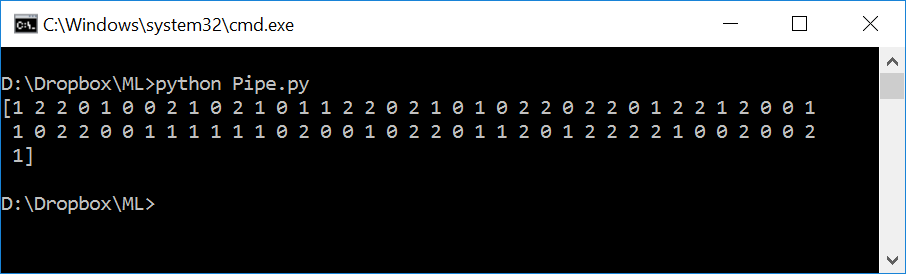 C:\Windows\system32\cmd.exe
D:\Dropbox\ML>python Pipe.py
[1 2 2 0 1 0 0 2 1 0 2 1 0 1 1 2 2 0 2 1 0 1 0 2 2 0 2 2 0 1 2 2 1 2 0 0 1
1 0 2 2 0 0 1 1 1 1 1 1 0 2 0 0 1 0 2 2 0 1 1 2 0 1 2 2 2 2 1 0 0 2 0 0 2
1]
D:\Dropbox\ML>